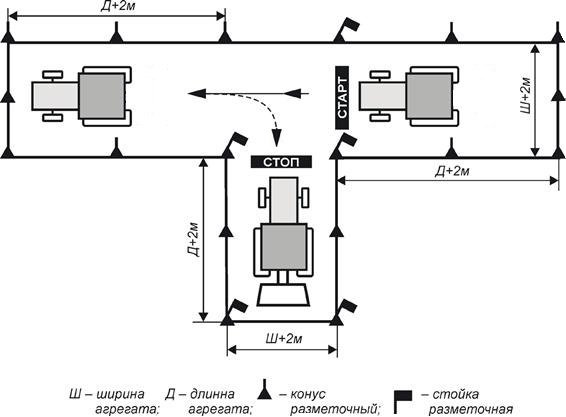 Д+2м
СТАРТ
Ш+2м
СТОП
Д+2м
Д+2м
Ш+2м
Ш – ширина агрегата;
Д – длинна агрегата;
– конус разметочный;
– стойка разметочная